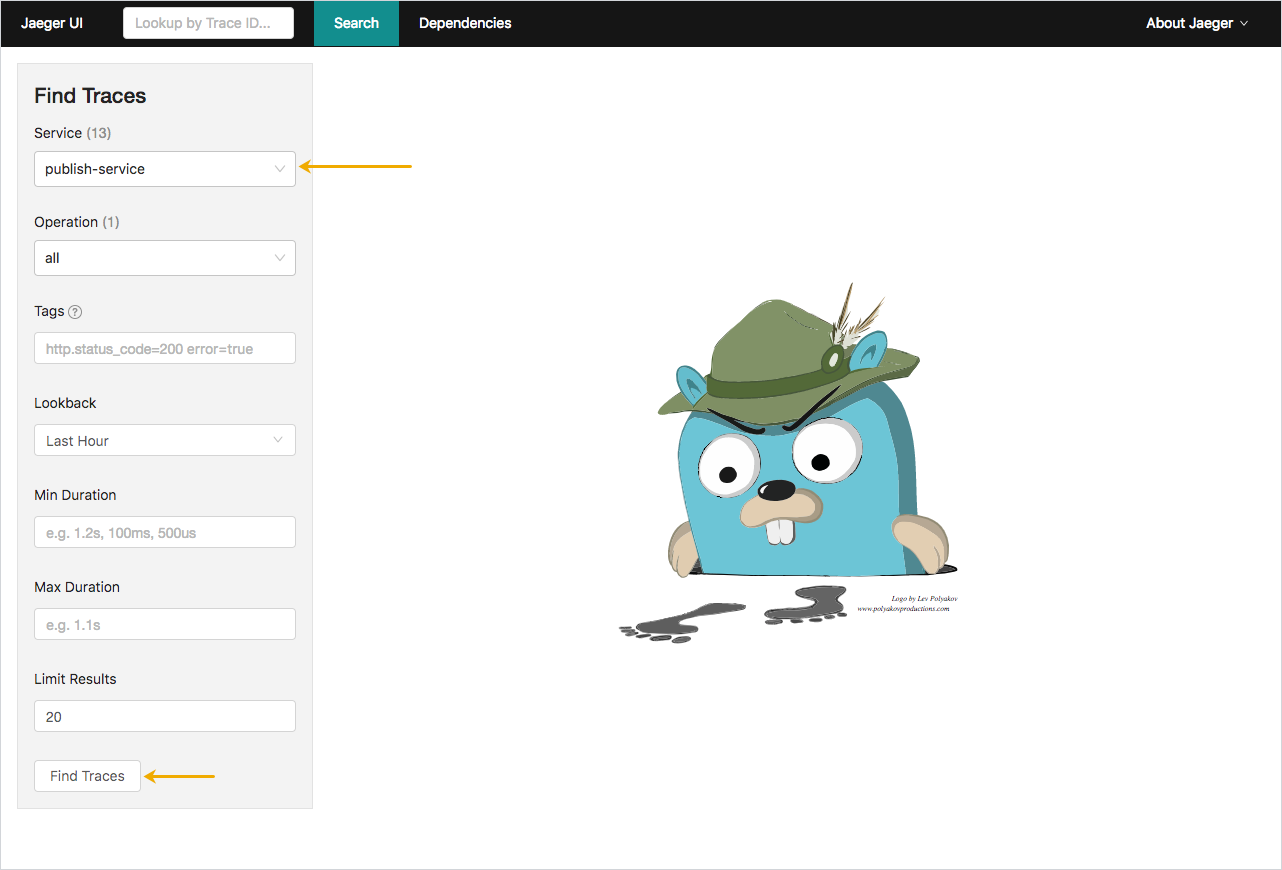 Jaeger UI
Lookup by Trace ID...
Search
Dependencies
About Jaeger
Find Traces
Service (13)
publish-service
Operation (1)
all
Tags ?
http.status_code=200 error=true
Lookback
Last Hour
Min Duration
e.g. 1.2s, 100ms, 500us
Max Duration
e.g. 1.1s
Limit Results
20
Find Traces
Logo by Lev Polyakov
www.polyakovproductions.com